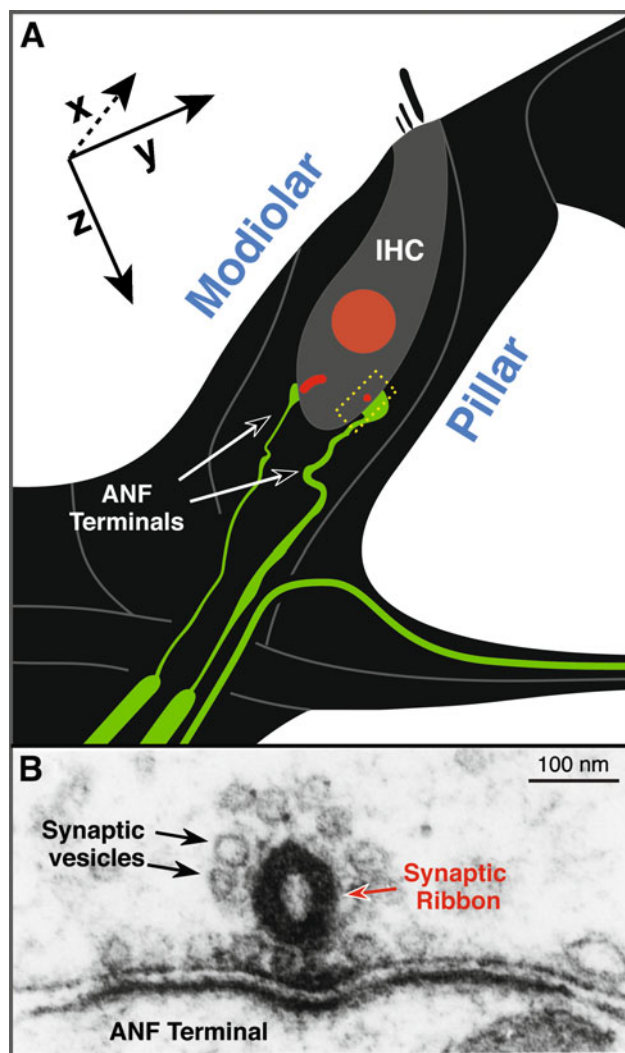 A
x
y
z
Modiolar
IHC
Pillar
ANF
Terminals
B
100 nm
Synaptic
vesicles
Synaptic
Ribbon
ANF Terminal